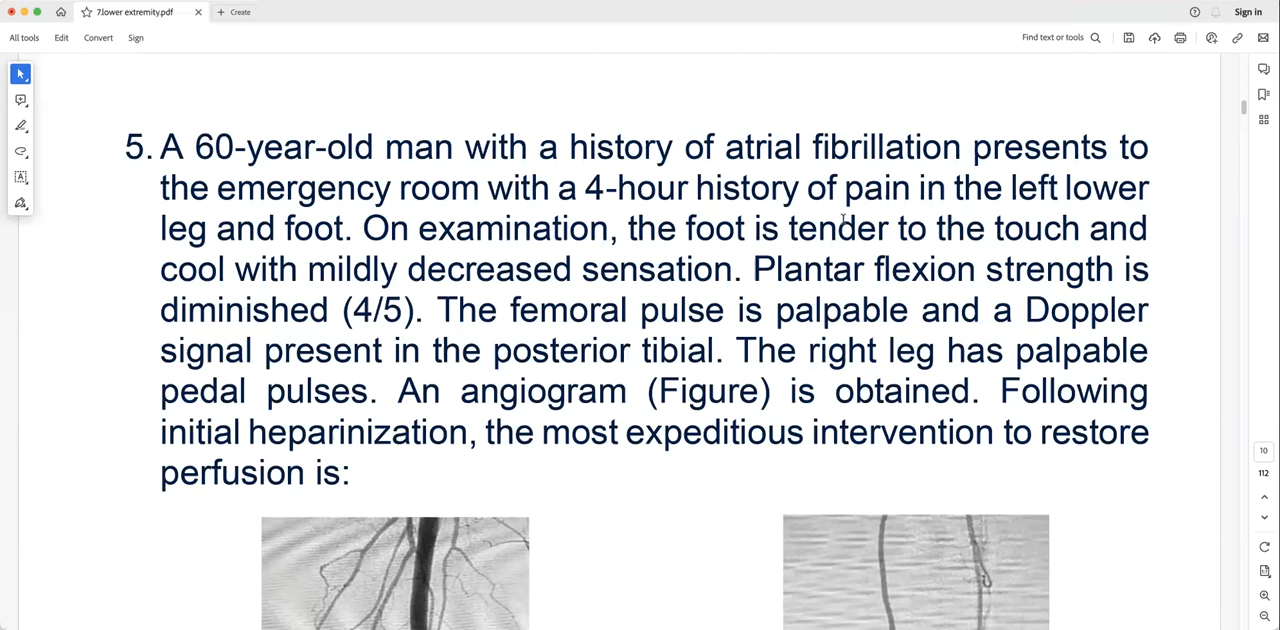 7.lower extremity.pdf
Create
Sign in
All tools
Edit
Convert
Sign
Find text or tools
5. A 60-year-old man with a history of atrial fibrillation presents to
the emergency room with a 4-hour history of pain in the left lower
leg and foot. On examination, the foot is tender to the touch and
cool with mildly decreased sensation. Plantar flexion strength is
diminished (4/5). The femoral pulse is palpable and a Doppler
signal present in the posterior tibial. The right leg has palpable
pedal pulses. An angiogram (Figure) is obtained. Following
initial heparinization, the most expeditious intervention to restore
perfusion is:
10
112